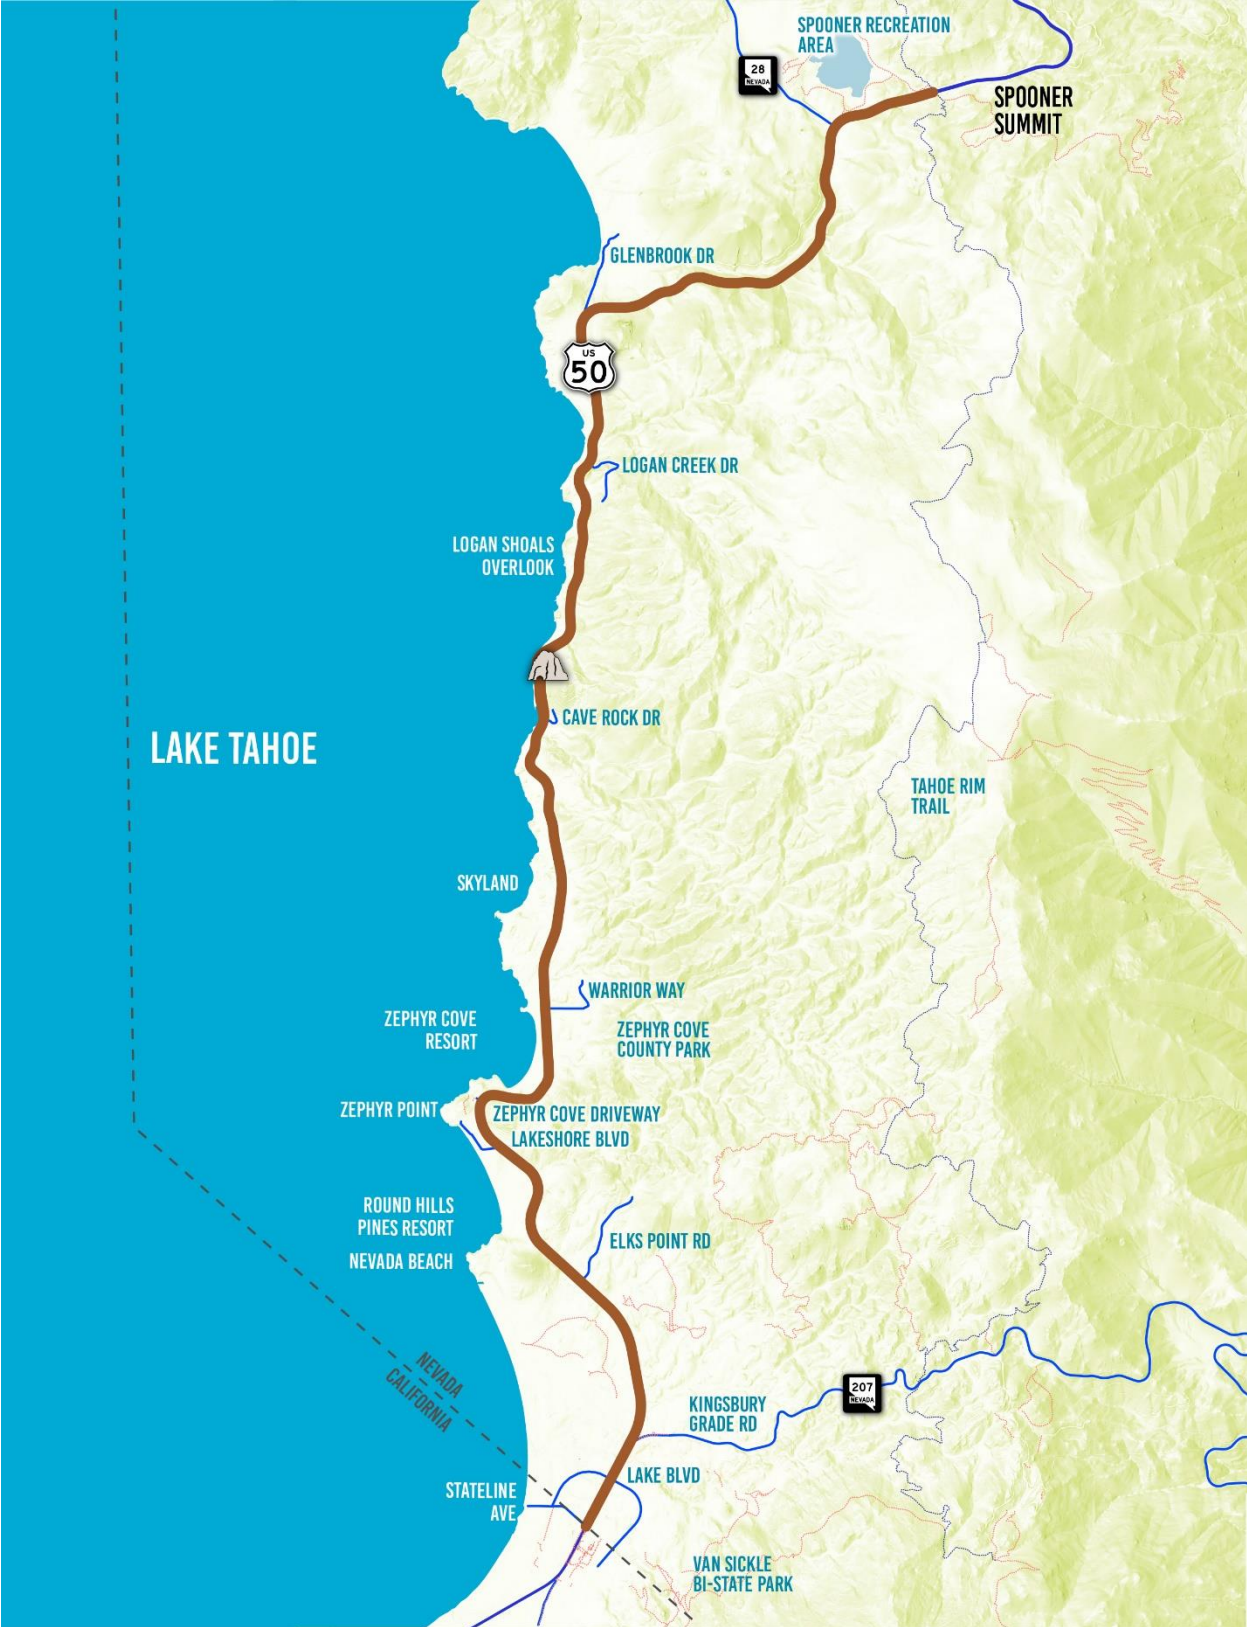 SPOONER RECREATION
AREA
28
NEVADA
SPOONER
SUMMIT
GLENBROOK DR
US
50
LOGAN CREEK DR
LOGAN SHOALS
OVERLOOK
CAVE ROCK DR
LAKE TAHOE
TAHOE RIM
TRAIL
SKYLAND
WARRIOR WAY
ZEPHYR COVE
RESORT
ZEPHYR COVE
COUNTY PARK
ZEPHYR POINT
ZEPHYR COVE DRIVEWAY
LAKESHORE BLVD
ROUND HILLS
PINES RESORT
ELKS POINT RD
NEVADA BEACH
NEVADA
CALIFORNIA
207
NEVADA
KINGSBURY
GRADE RD
LAKE BLVD
STATELINE
AVE
VAN SICKLE
BI-STATE PARK